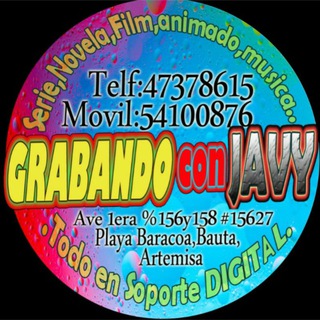 Serie,Novela,Film,animado,musica..
Telf:47378615
Movil:54100876
GRABANDO con JAVY
Ave 1era %156y158 #15627
Playa Baracoa,Bauta,
Artemisa
.Todo en Soporte DIGITAL.